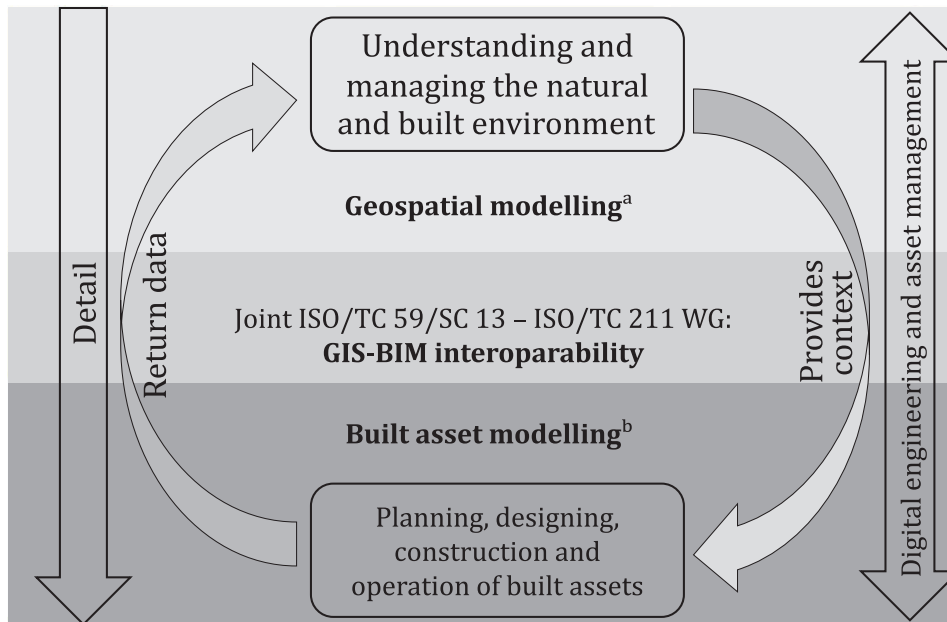 Understanding and
managing the natural
and built environment
Geospatial modellingᵃ
Detail
Return data
Joint ISO/TC 59/SC 13 – ISO/TC 211 WG:
GIS-BIM interoparability
Provides
context
Digital engineering and asset management
Built asset modellingᵇ
Planning, designing,
construction and
operation of built assets